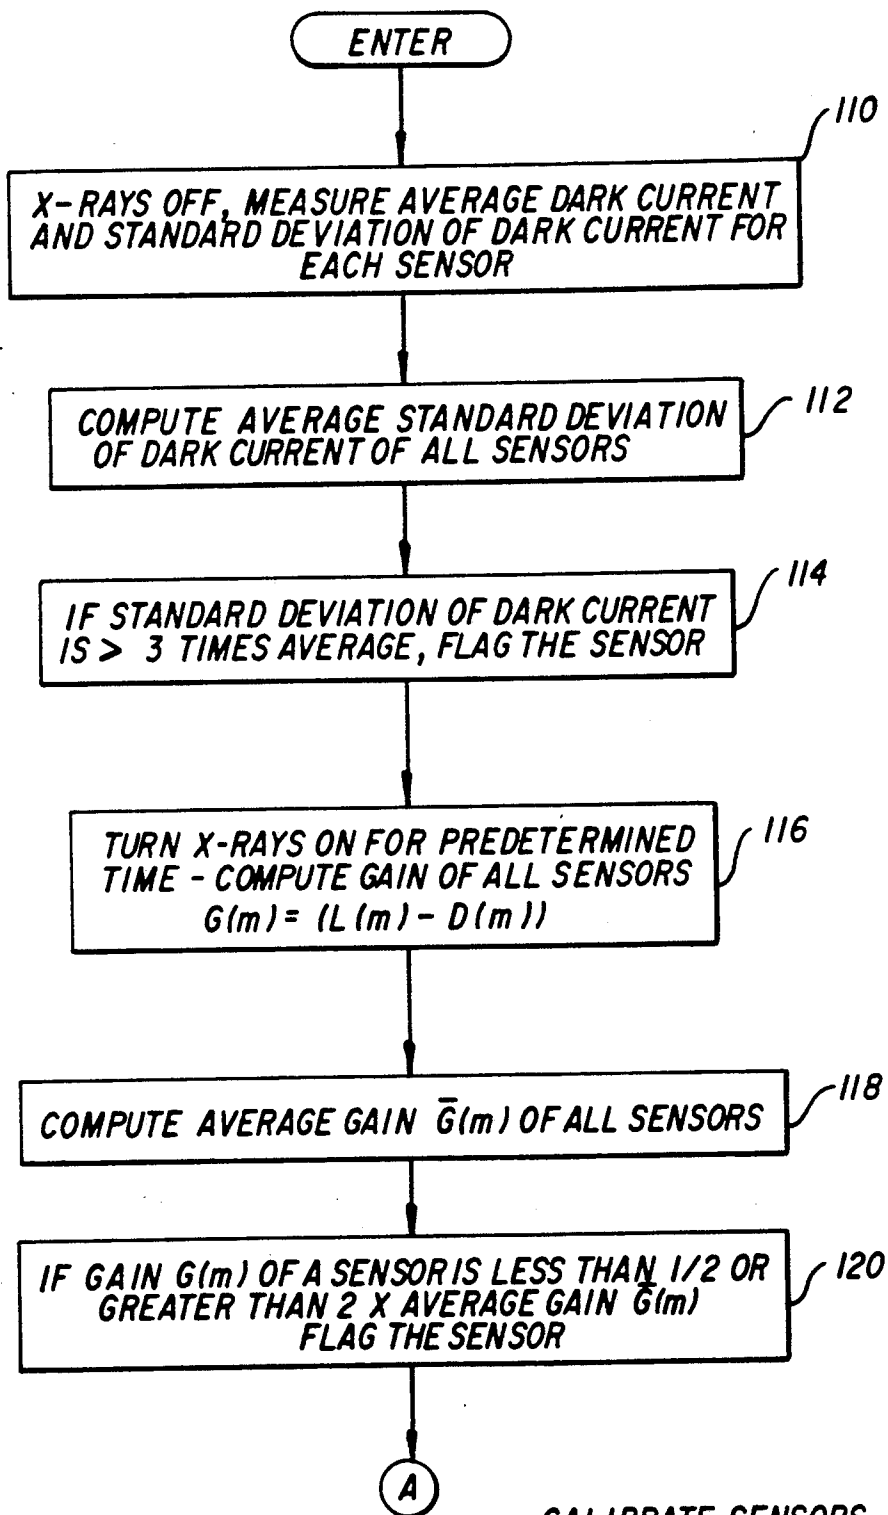 ENTER
110
X-RAYS OFF, MEASURE AVERAGE DARK CURRENT
AND STANDARD DEVIATION OF DARK CURRENT FOR
EACH SENSOR
112
COMPUTE AVERAGE STANDARD DEVIATION
OF DARK CURRENT OF ALL SENSORS
114
IF STANDARD DEVIATION OF DARK CURRENT
IS > 3 TIMES AVERAGE, FLAG THE SENSOR
116
TURN X-RAYS ON FOR PREDETERMINED
TIME - COMPUTE GAIN OF ALL SENSORS
G(m) = (L(m) - D(m))
118
COMPUTE AVERAGE GAIN G̅(m) OF ALL SENSORS
120
IF GAIN G(m) OF A SENSOR IS LESS THAN 1/2 OR
GREATER THAN 2 X AVERAGE GAIN G̅(m)
FLAG THE SENSOR
A
CALIBRATE SENSORS